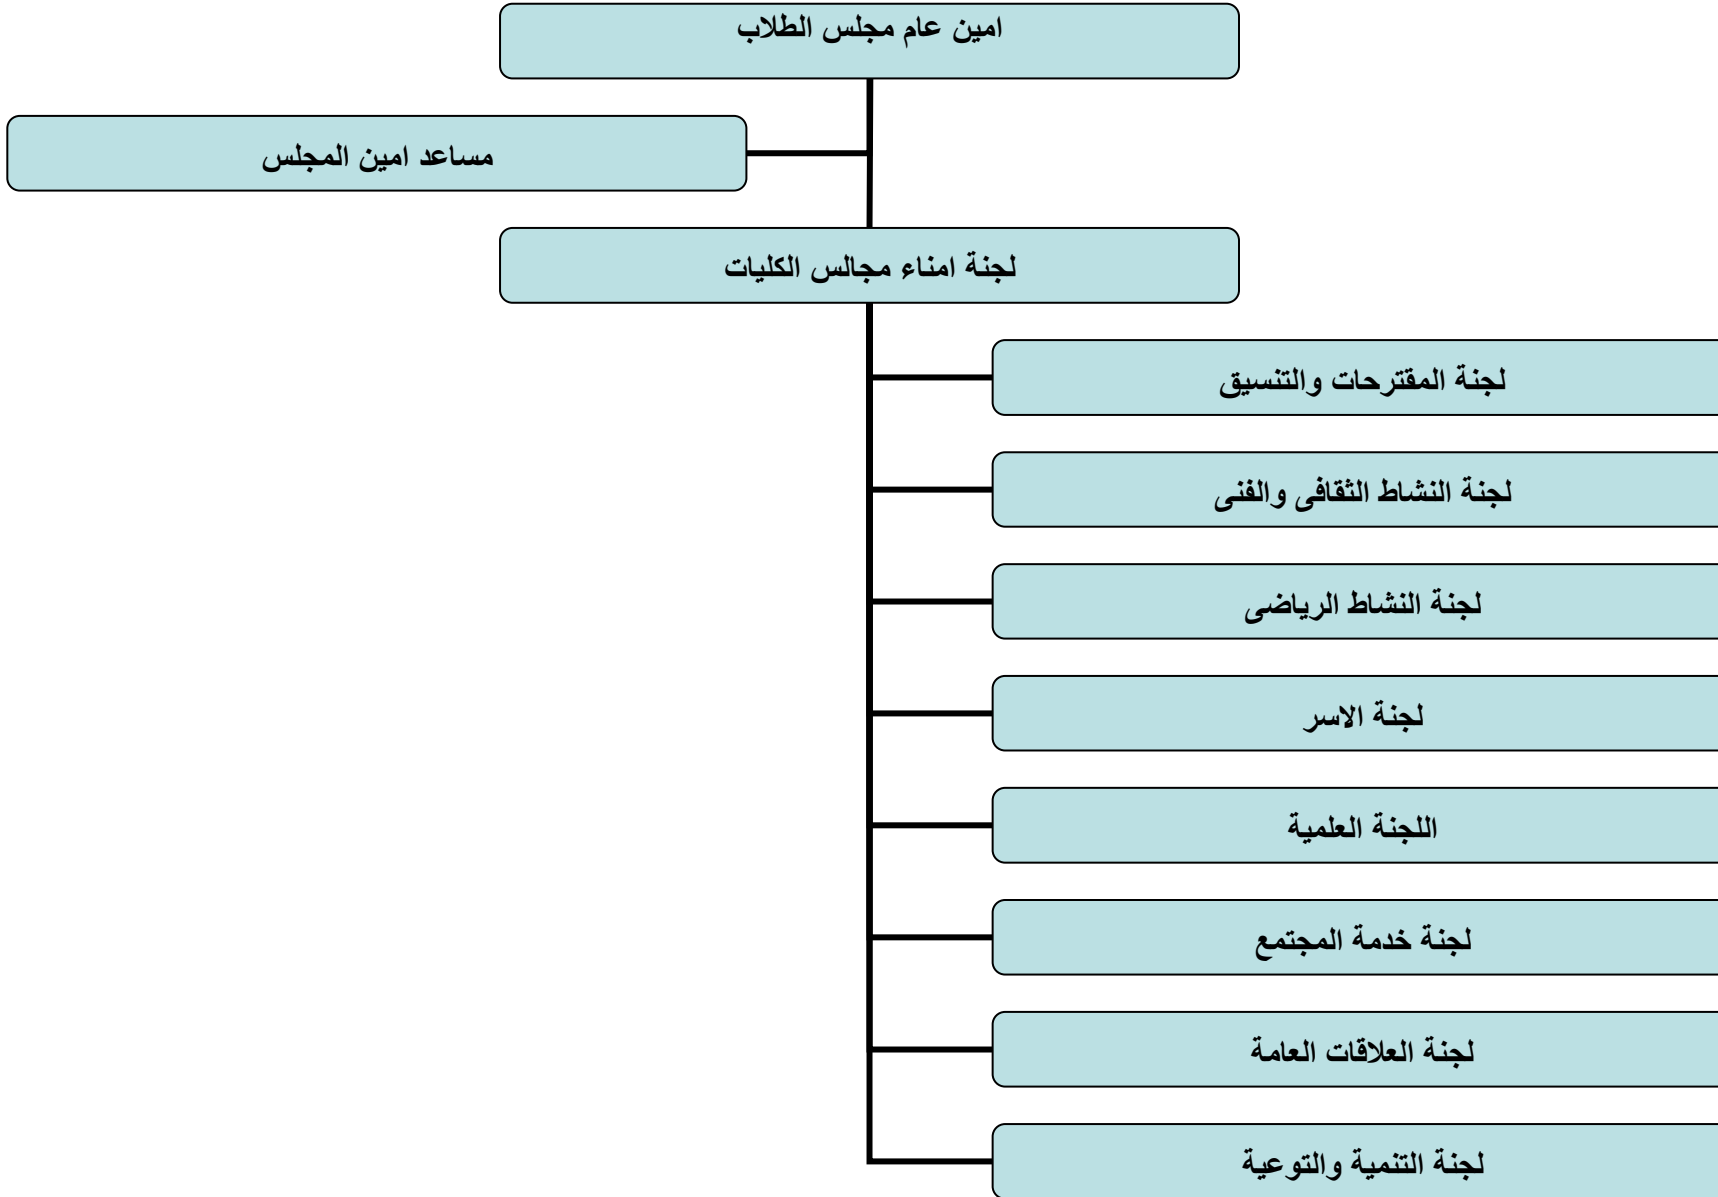 امين عام مجلس الطلاب
مساعد امين المجلس
لجنة امناء مجالس الكليات
لجنة المقترحات والتنسيق
لجنة النشاط الثقافى والفنى
لجنة النشاط الرياضى
لجنة الاسر
اللجنة العلمية
لجنة خدمة المجتمع
لجنة العلاقات العامة
لجنة التنمية والتوعية